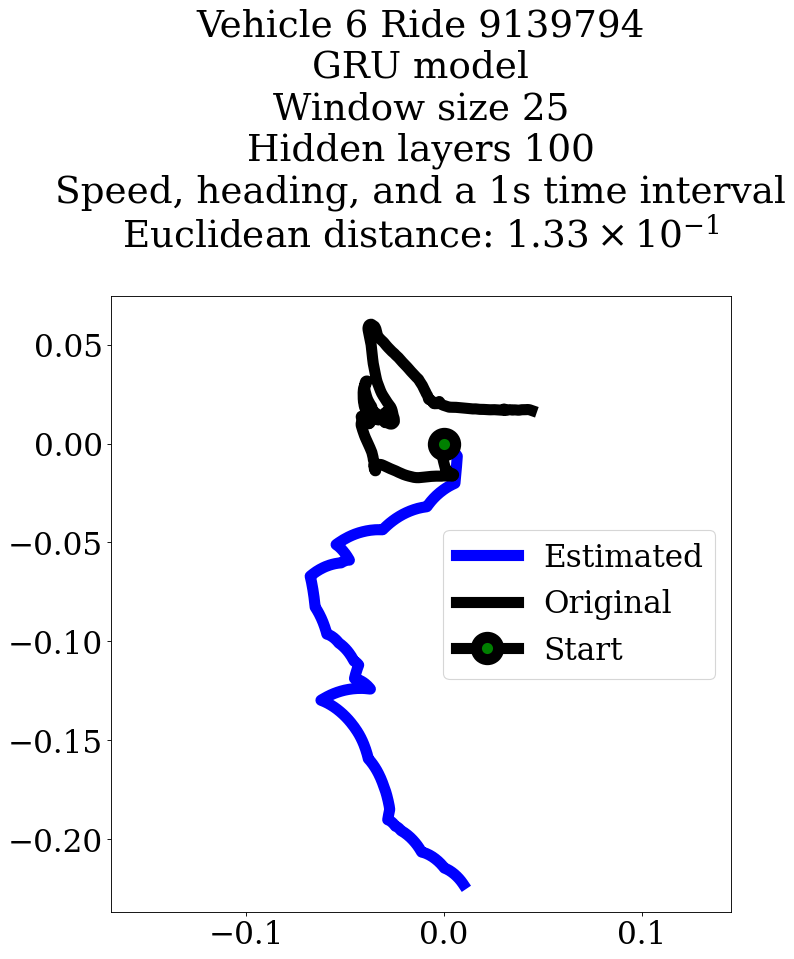 Vehicle 6 Ride 9139794
GRU model
Window size 25
Hidden layers 100
Speed, heading, and a 1s time interval
Euclidean distance: 1.33 × 10⁻¹
0.05
0.00
−0.05
−0.10
−0.15
−0.20
Estimated
Original
Start
−0.1
0.0
0.1